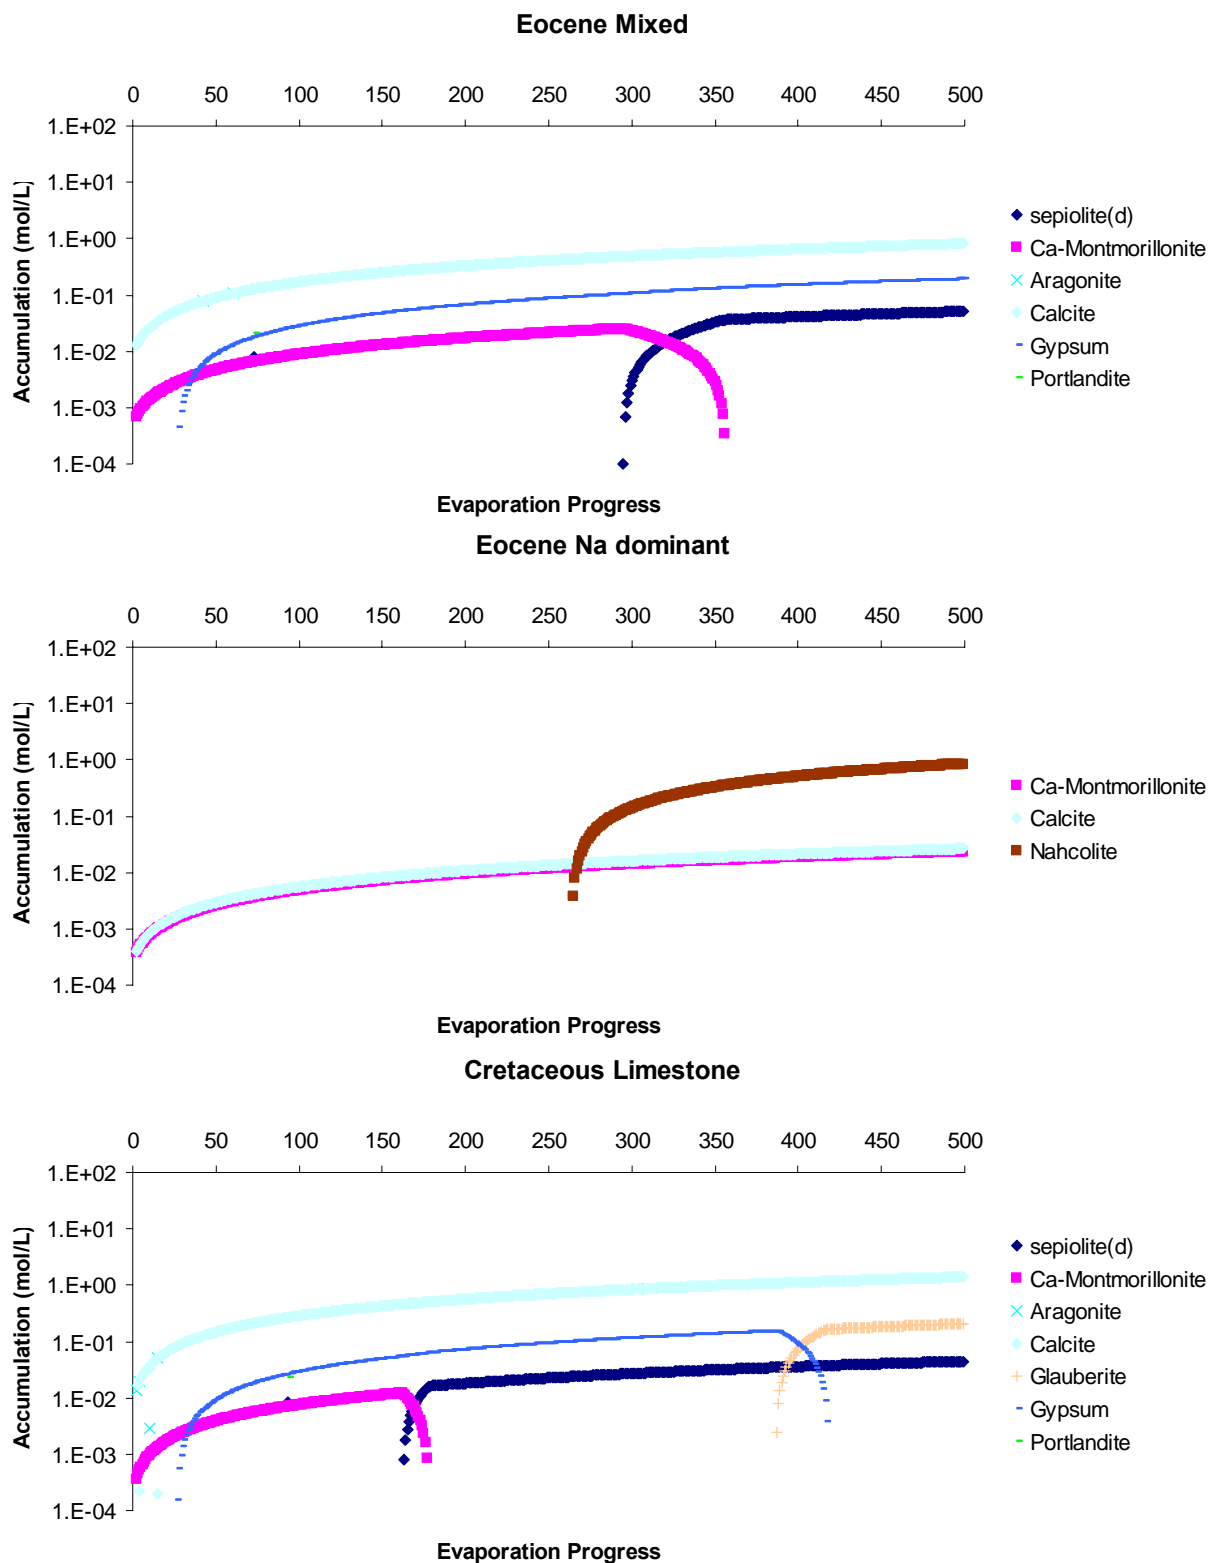 Eocene Mixed
0 50 100 150 200 250 300 350 400 450 500
1.E+02
1.E+01
1.E+00
1.E-01
1.E-02
1.E-03
1.E-04
Accumulation (mol/L)
sepiolite(d)
Ca-Montmorillonite
Aragonite
Calcite
Gypsum
Portlandite
Evaporation Progress
Eocene Na dominant
0 50 100 150 200 250 300 350 400 450 500
1.E+02
1.E+01
1.E+00
1.E-01
1.E-02
1.E-03
1.E-04
Accumulation (mol/L)
Ca-Montmorillonite
Calcite
Nahcolite
Evaporation Progress
Cretaceous Limestone
0 50 100 150 200 250 300 350 400 450 500
1.E+02
1.E+01
1.E+00
1.E-01
1.E-02
1.E-03
1.E-04
Accumulation (mol/L)
sepiolite(d)
Ca-Montmorillonite
Aragonite
Calcite
Glauberite
Gypsum
Portlandite
Evaporation Progress